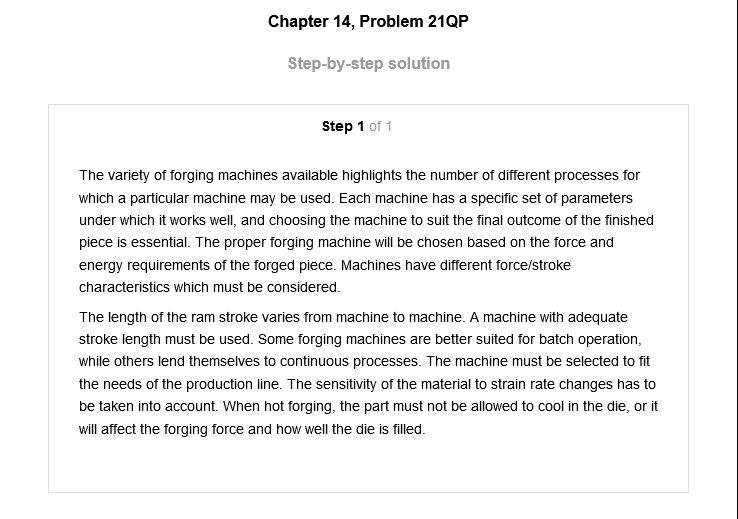 Chapter 14, Problem 21QP
Step-by-step solution
Step 1 of 1
The variety of forging machines available highlights the number of different processes for
which a particular machine may be used. Each machine has a specific set of parameters
under which it works well, and choosing the machine to suit the final outcome of the finished
piece is essential. The proper forging machine will be chosen based on the force and
energy requirements of the forged piece. Machines have different force/stroke
characteristics which must be considered.
The length of the ram stroke varies from machine to machine. A machine with adequate
stroke length must be used. Some forging machines are better suited for batch operation,
while others lend themselves to continuous processes. The machine must be selected to fit
the needs of the production line. The sensitivity of the material to strain rate changes has to
be taken into account. When hot forging, the part must not be allowed to cool in the die, or it
will affect the forging force and how well the die is filled.